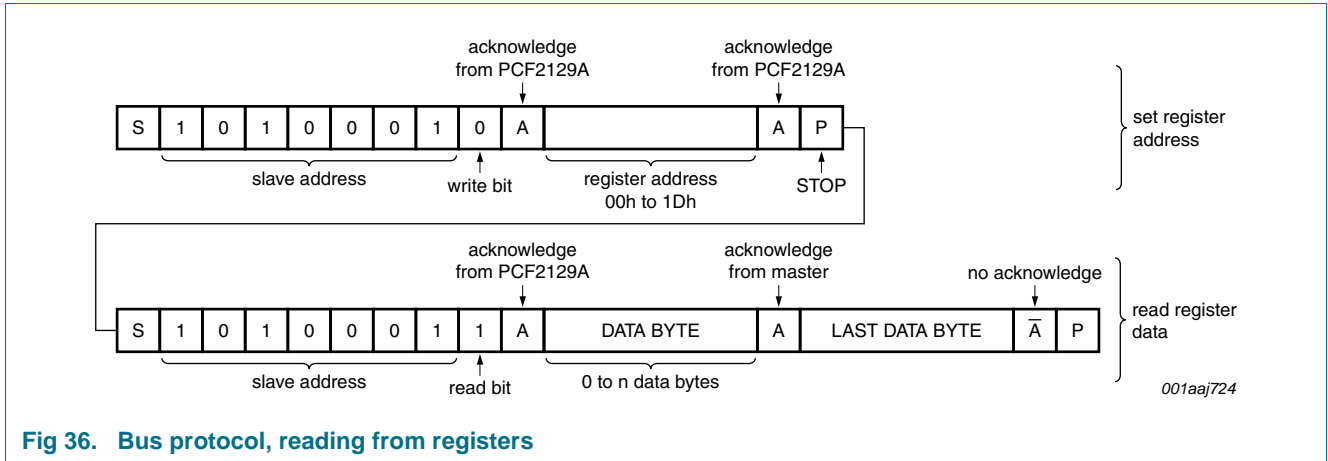 acknowledge
from PCF2129A
acknowledge
from PCF2129A
S 1 0 1 0 0 0 1 0 A A P
set register
address
slave address
write bit
register address
00h to 1Dh
STOP
acknowledge
from PCF2129A
acknowledge
from master
no acknowledge
S 1 0 1 0 0 0 1 1 A DATA BYTE A LAST DATA BYTE A̅ P
read register
data
slave address
read bit
0 to n data bytes
001aaj724
Fig 36. Bus protocol, reading from registers